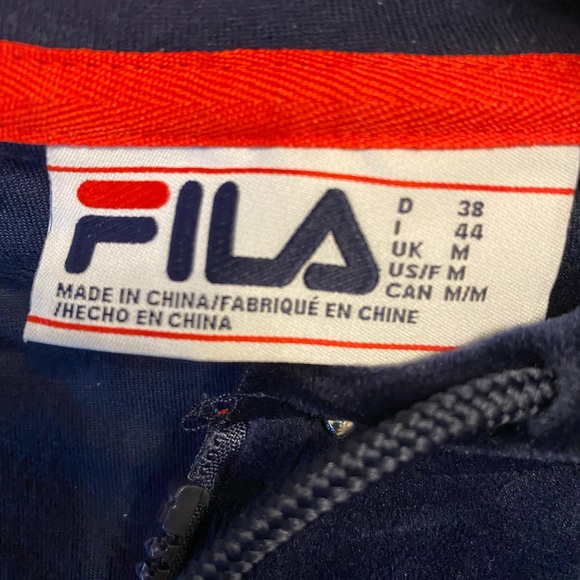 FILA
D 38
I 44
UK M
US/F M
CAN M/M
MADE IN CHINA/FABRIQUÉ EN CHINE
/HECHO EN CHINA